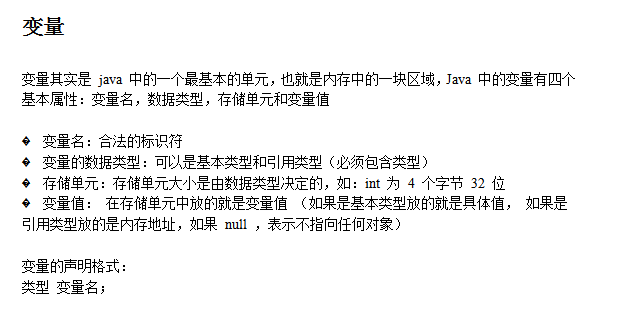 变量
变量其实是 java 中的一个最基本的单元，也就是内存中的一块区域，Java 中的变量有四个
基本属性：变量名，数据类型，存储单元和变量值
� 变量名：合法的标识符
� 变量的数据类型：可以是基本类型和引用类型（必须包含类型）
� 存储单元：存储单元大小是由数据类型决定的，如：int 为 4 个字节 32 位
� 变量值： 在存储单元中放的就是变量值 （如果是基本类型放的就是具体值， 如果是
引用类型放的是内存地址，如果 null ，表示不指向任何对象）
变量的声明格式：
类型 变量名；